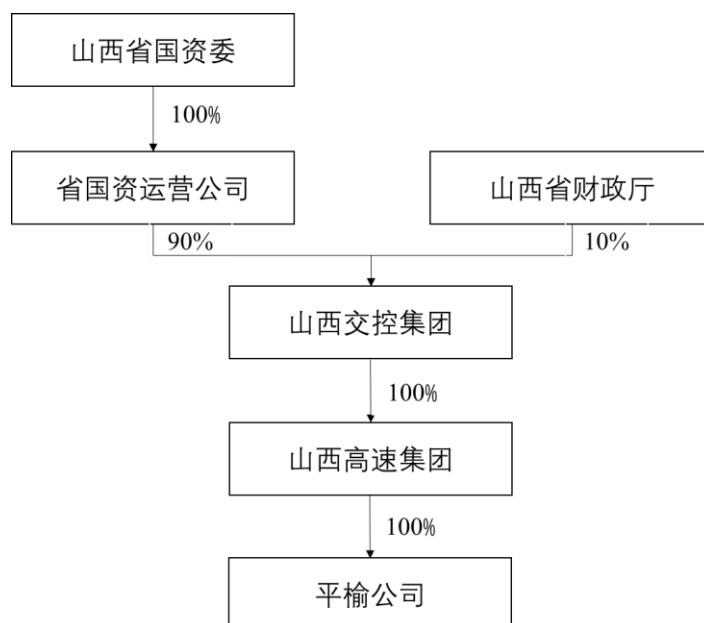 山西省国资委
100%
省国资运营公司
山西省财政厅
90%
10%
山西交控集团
100%
山西高速集团
100%
平榆公司